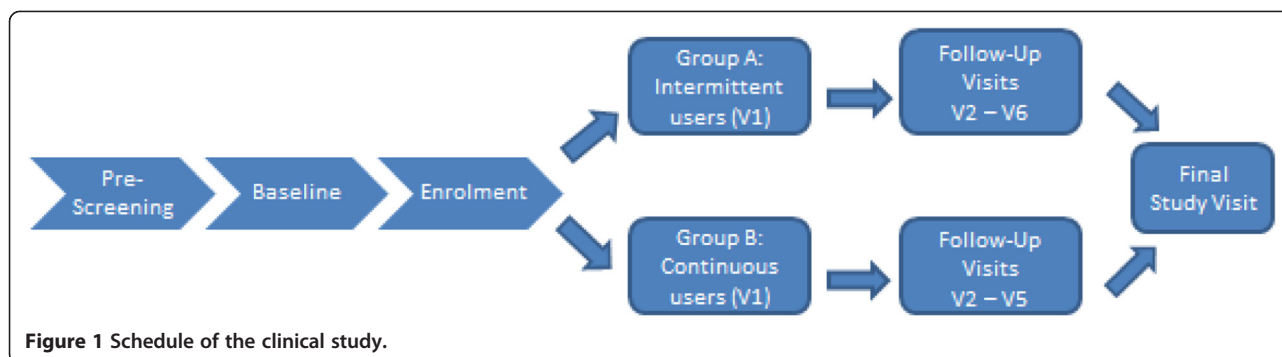 Pre-
Screening
Baseline
Enrolment
Group A:
Intermittent
users (V1)
Follow-Up
Visits
V2 – V6
Group B:
Continuous
users (V1)
Follow-Up
Visits
V2 – V5
Final
Study Visit
Figure 1 Schedule of the clinical study.